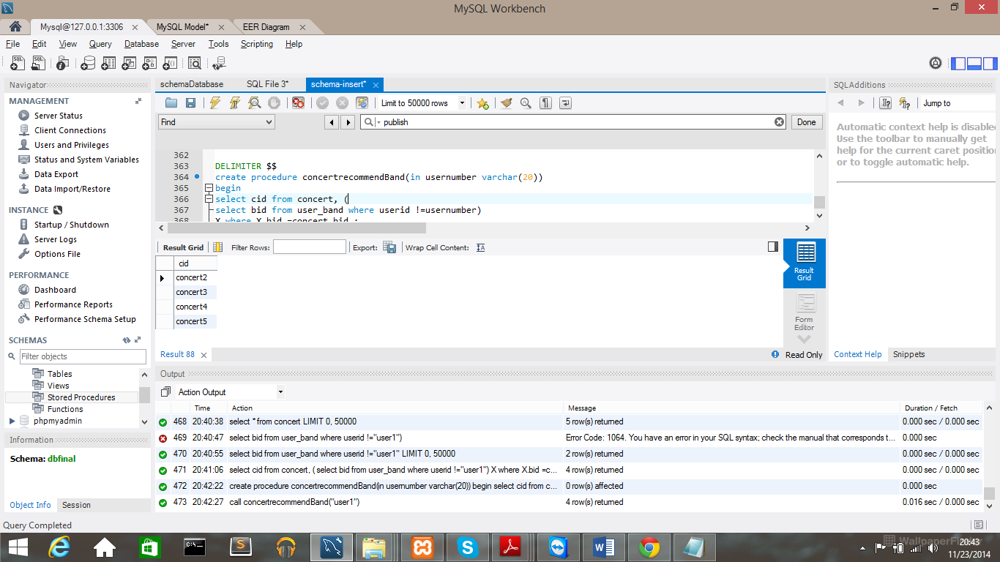 MySQL Workbench
Mysql@127.0.0.1:3306 MySQL Model* EER Diagram
File Edit View Query Database Server Tools Scripting Help
Navigator
MANAGEMENT
Server Status
Client Connections
Users and Privileges
Status and System Variables
Data Export
Data Import/Restore
INSTANCE
Startup / Shutdown
Server Logs
Options File
PERFORMANCE
Dashboard
Performance Reports
Performance Schema Setup
SCHEMAS
Filter objects
Tables
Views
Stored Procedures
Functions
phpmyadmin
Information
Schema: dbfinal
Object Info Session
Query Completed
schemaDatabase SQL File 3* schema-insert*
Limit to 50000 rows
Find publish Done
362
363 DELIMITER $$
364 create procedure concertrecommendBand(in usernumber varchar(20))
365 begin
366 select cid from concert, (
367 select bid from user_band where userid !=usernumber)
368 X where X.bid =concert.bid ;
Result Grid Filter Rows: Export: Wrap Cell Content:
cid
concert2
concert3
concert4
concert5
Result Grid
Form Editor
Result 88 Read Only
SQLAdditions
Jump to
Automatic context help is disable
Use the toolbar to manually get
help for the current caret position
or to toggle automatic help.
Context Help Snippets
Output
Action Output
Time Action Message Duration / Fetch
468 20:40:38 select * from concert LIMIT 0, 50000 5 row(s) returned 0.000 sec / 0.000 sec
469 20:40:47 select bid from user_band where userid !="user1") Error Code: 1064. You have an error in your SQL syntax; check the manual that corresponds t... 0.000 sec
470 20:40:55 select bid from user_band where userid !="user1" LIMIT 0, 50000 2 row(s) returned 0.000 sec / 0.000 sec
471 20:41:06 select cid from concert, ( select bid from user_band where userid !="user1") X where X.bid =c... 4 row(s) returned 0.000 sec / 0.000 sec
472 20:42:22 create procedure concertrecommendBand(in usernumber varchar(20)) begin select cid from c... 0 row(s) affected 0.000 sec
473 20:42:27 call concertrecommendBand("user1") 4 row(s) returned 0.016 sec / 0.000 sec
20:43
11/23/2014